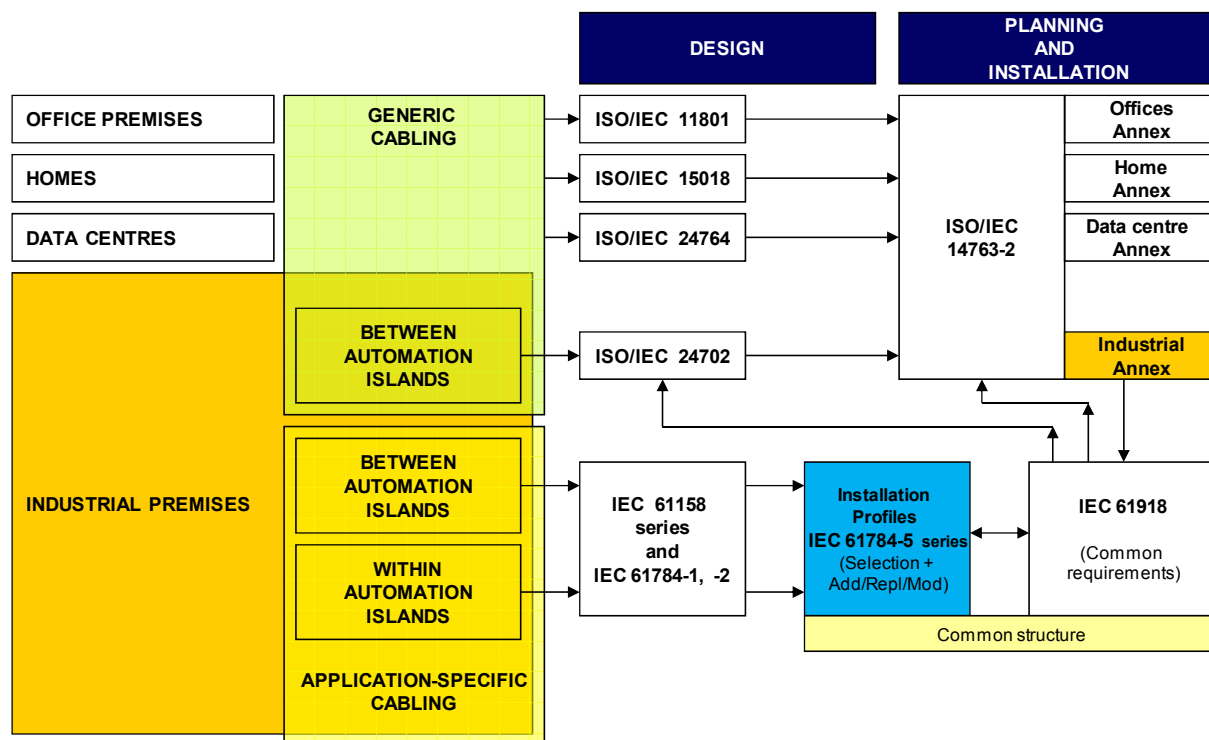 DESIGN
PLANNING
AND
INSTALLATION
OFFICE PREMISES
HOMES
DATA CENTRES
INDUSTRIAL PREMISES
GENERIC
CABLING
BETWEEN
AUTOMATION
ISLANDS
BETWEEN
AUTOMATION
ISLANDS
WITHIN
AUTOMATION
ISLANDS
APPLICATION-SPECIFIC
CABLING
ISO/IEC 11801
ISO/IEC 15018
ISO/IEC 24764
ISO/IEC 24702
IEC 61158
series
and
IEC 61784-1, -2
ISO/IEC
14763-2
Offices
Annex
Home
Annex
Data centre
Annex
Industrial
Annex
Installation
Profiles
IEC 61784-5 series
(Selection +
Add/Repl/Mod)
IEC 61918
(Common
requirements)
Common structure